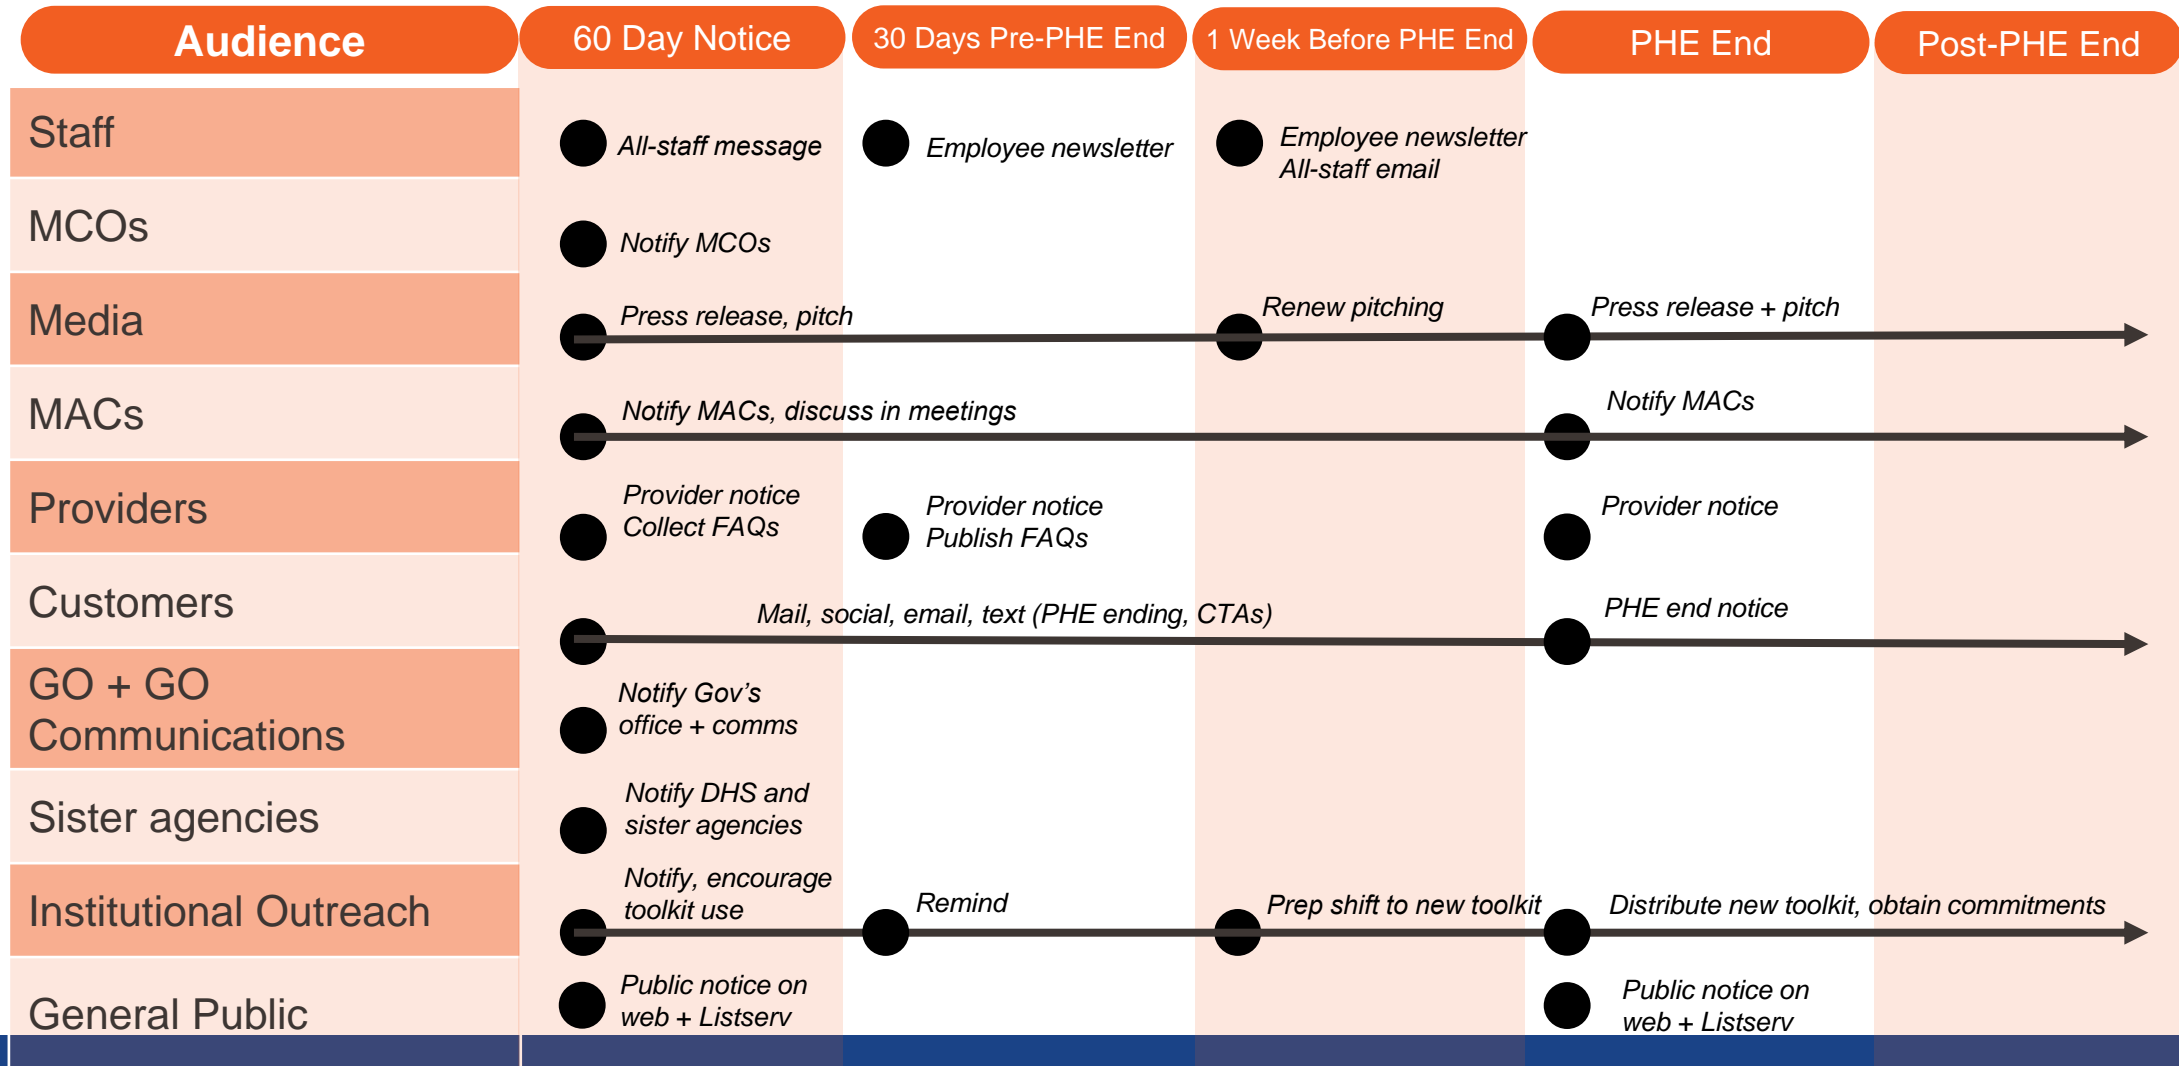 Audience
60 Day Notice
30 Days Pre-PHE End
1 Week Before PHE End
PHE End
Post-PHE End
Staff
All-staff message
Employee newsletter
Employee newsletter
All-staff email
MCOs
Notify MCOs
Media
Press release, pitch
Renew pitching
Press release + pitch
MACs
Notify MACs, discuss in meetings
Notify MACs
Providers
Provider notice
Collect FAQs
Provider notice
Publish FAQs
Provider notice
Customers
Mail, social, email, text (PHE ending, CTAs)
PHE end notice
GO + GO
Communications
Notify Gov’s
office + comms
Sister agencies
Notify DHS and
sister agencies
Institutional Outreach
Notify, encourage
toolkit use
Remind
Prep shift to new toolkit
Distribute new toolkit, obtain commitments
General Public
Public notice on
web + Listserv
Public notice on
web + Listserv